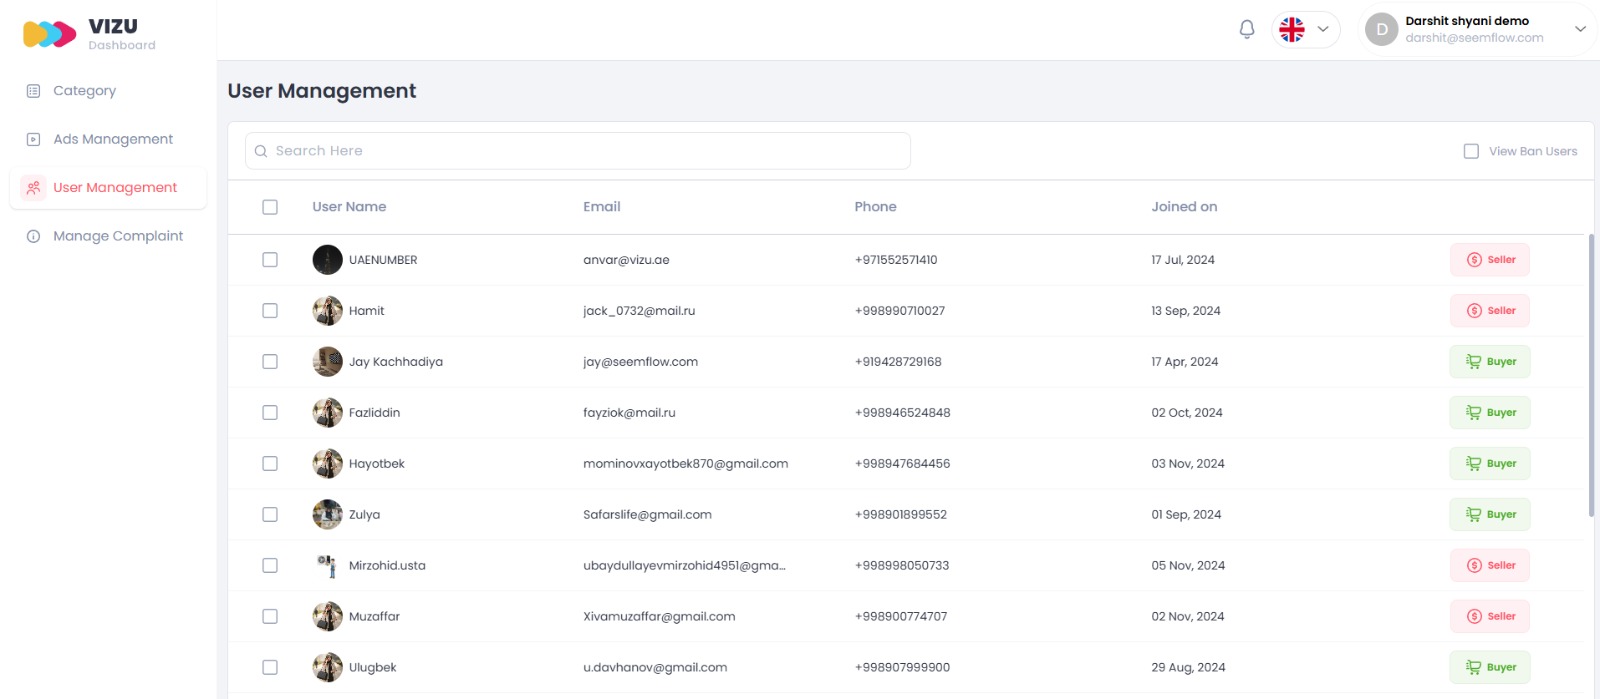 VIZU
Dashboard
Category
Ads Management
User Management
Manage Complaint
D
Darshit shyani demo
darshit@seemflow.com
User Management
Search Here
View Ban Users
User Name Email Phone Joined on
UAENUMBER anvar@vizu.ae +971552571410 17 Jul, 2024 Seller
Hamit jack_0732@mail.ru +998990710027 13 Sep, 2024 Seller
Jay Kachhadiya jay@seemflow.com +919428729168 17 Apr, 2024 Buyer
Fazliddin fayziok@mail.ru +998946524848 02 Oct, 2024 Buyer
Hayotbek mominovxayotbek870@gmail.com +998947684456 03 Nov, 2024 Buyer
Zulya Safarslife@gmail.com +998901899552 01 Sep, 2024 Buyer
Mirzohid.usta ubaydullayevmirzohid4951@gma... +998998050733 05 Nov, 2024 Seller
Muzaffar Xivamuzaffar@gmail.com +998900774707 02 Nov, 2024 Seller
Ulugbek u.davhanov@gmail.com +998907999900 29 Aug, 2024 Buyer